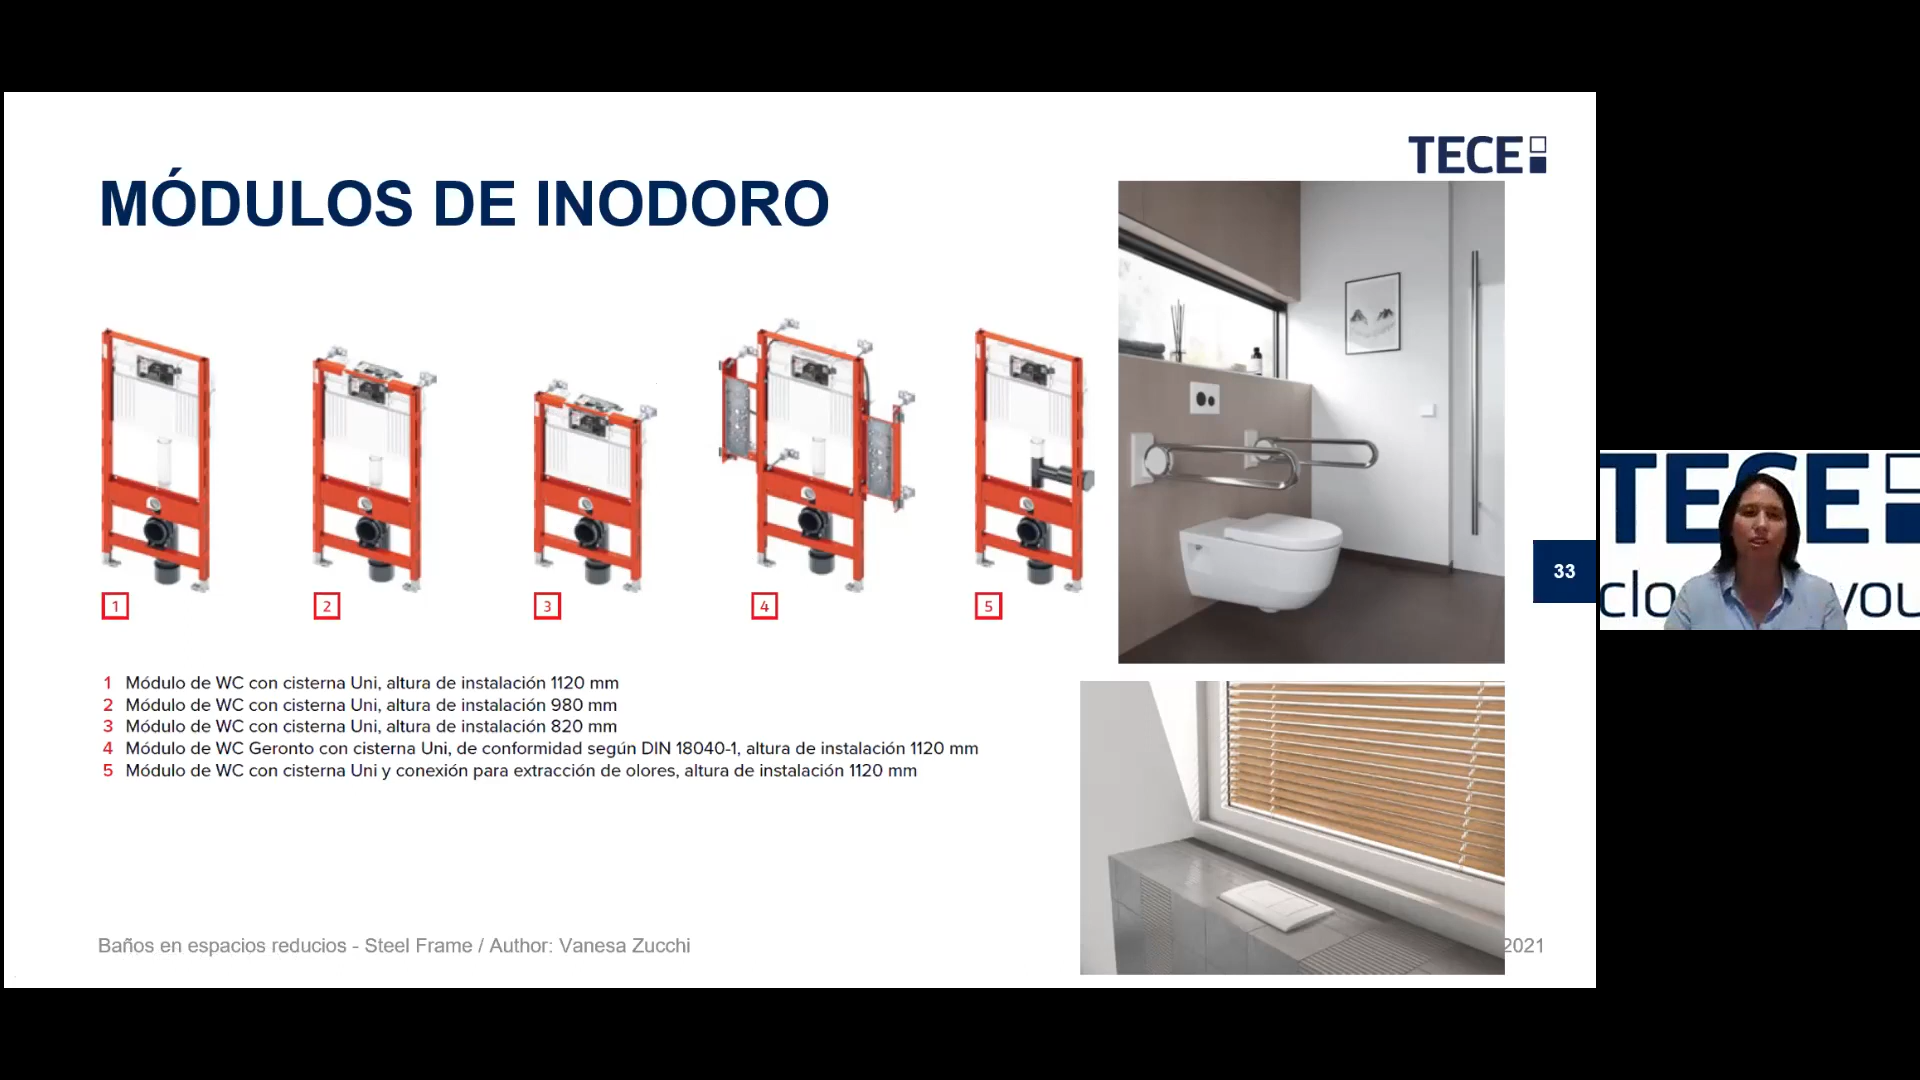 TECE
MÓDULOS DE INODORO
1
2
3
4
5
33
1 Módulo de WC con cisterna Uni, altura de instalación 1120 mm
2 Módulo de WC con cisterna Uni, altura de instalación 980 mm
3 Módulo de WC con cisterna Uni, altura de instalación 820 mm
4 Módulo de WC Geronto con cisterna Uni, de conformidad según DIN 18040-1, altura de instalación 1120 mm
5 Módulo de WC con cisterna Uni y conexión para extracción de olores, altura de instalación 1120 mm
Baños en espacios reducios - Steel Frame / Author: Vanesa Zucchi
2021
TECE
clo you